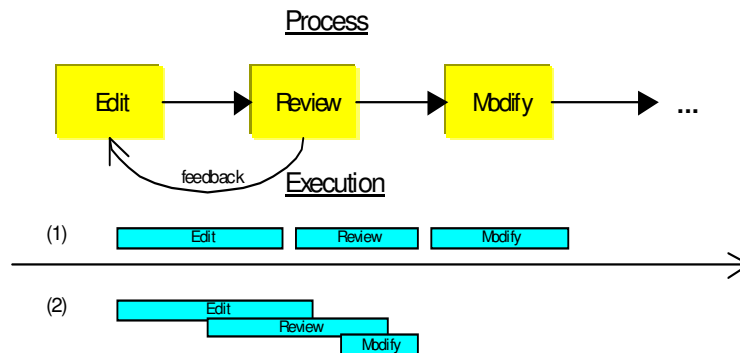 Process
Edit Review Modify ...
feedback
Execution
(1) Edit Review Modify
(2) Edit
Review
Modify